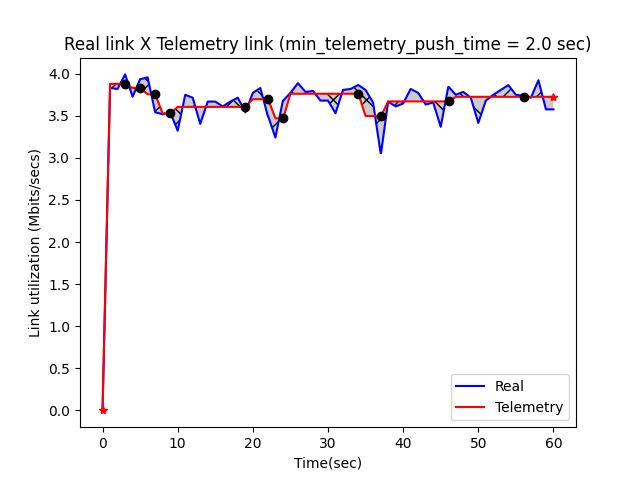 Real link X Telemetry link (min_telemetry_push_time = 2.0 sec)
4.0
3.5
3.0
2.5
2.0
1.5
1.0
0.5
0.0
Link utilization (Mbits/secs)
0 10 20 30 40 50 60
Time(sec)
Real
Telemetry